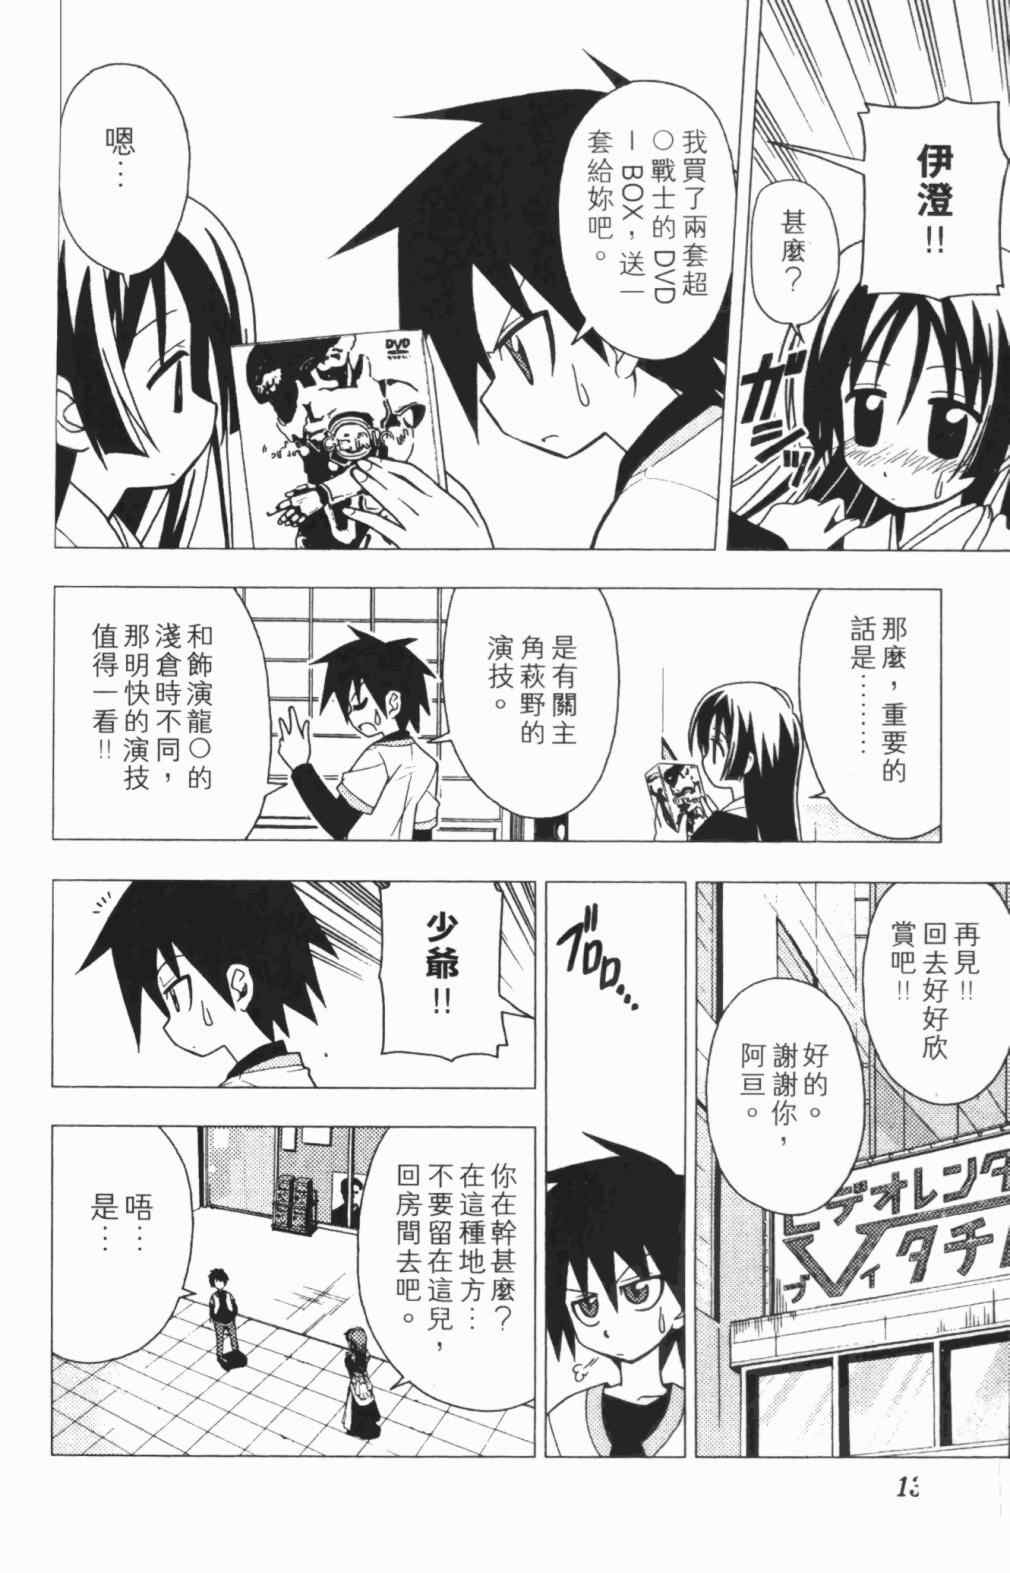 伊澄!!
甚麼?
ガ
ジッ
我買了兩套超
○戰士的DVD
—BOX,送一
套給妳吧。
嗯…
DVD
那麼,重要的
話是………
是有關主
角萩野的
演技。
和飾演龍○的
淺倉時不同,
那明快的演技
值得一看!!
再見!!
回去好好欣
賞吧!!
好的。
謝謝你,
阿亘。
ビデオレンタ
Vタチ
ブイ
ブロロ…
少爺!!
你在幹甚麼?
在這種地方…
不要留在這兒,
回房間去吧。
唔…
是…
13